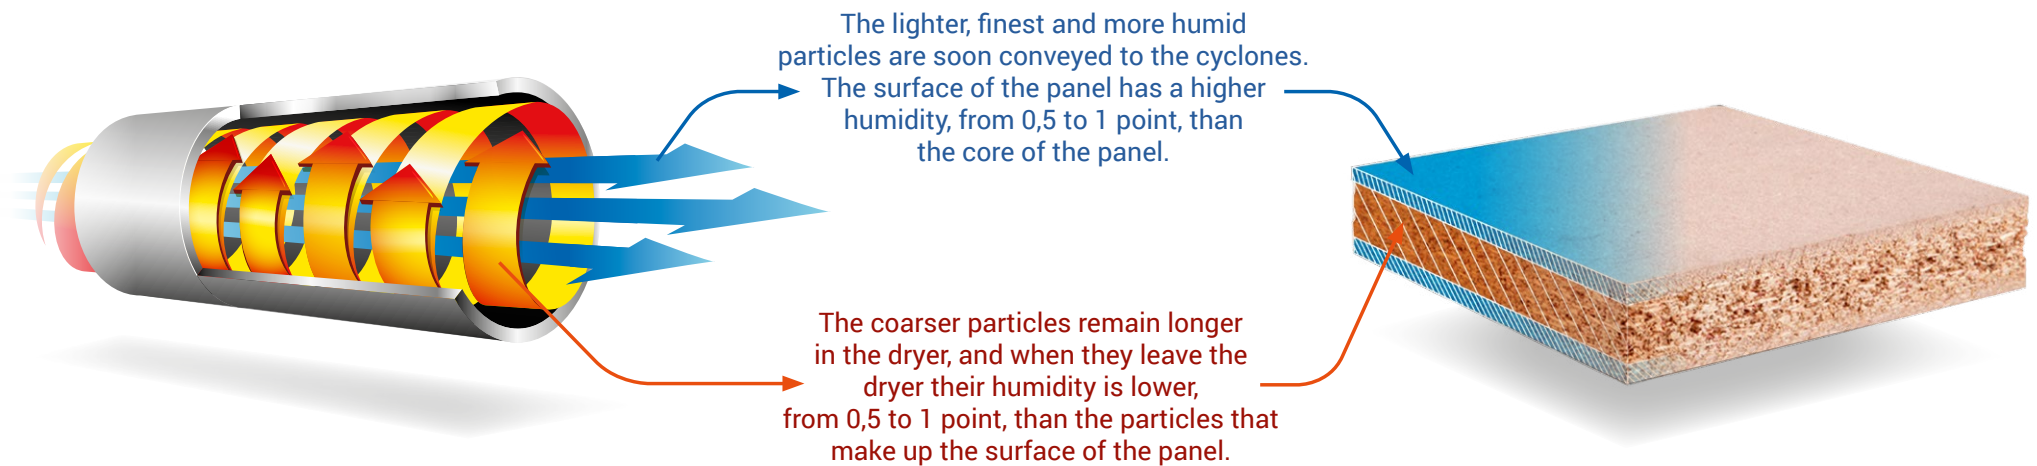 The lighter, finest and more humid
particles are soon conveyed to the cyclones.
The surface of the panel has a higher
humidity, from 0,5 to 1 point, than
the core of the panel.
The coarser particles remain longer
in the dryer, and when they leave the
dryer their humidity is lower,
from 0,5 to 1 point, than the particles that
make up the surface of the panel.